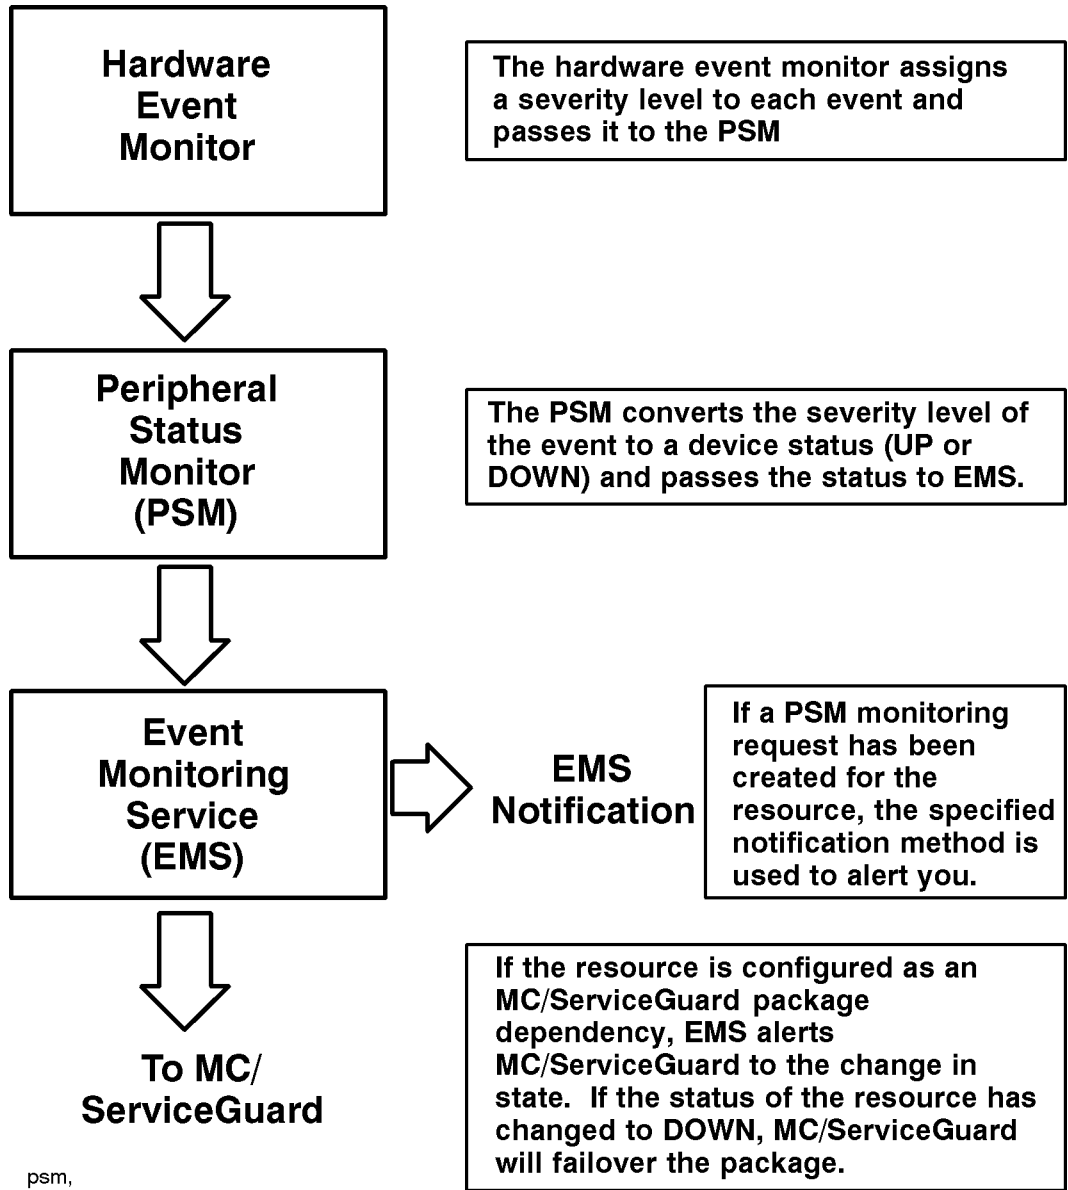 Hardware
Event
Monitor
The hardware event monitor assigns
a severity level to each event and
passes it to the PSM
Peripheral
Status
Monitor
(PSM)
The PSM converts the severity level of
the event to a device status (UP or
DOWN) and passes the status to EMS.
Event
Monitoring
Service
(EMS)
EMS
Notification
If a PSM monitoring
request has been
created for the
resource, the specified
notification method is
used to alert you.
To MC/
ServiceGuard
If the resource is configured as an
MC/ServiceGuard package
dependency, EMS alerts
MC/ServiceGuard to the change in
state.  If the status of the resource has
changed to DOWN, MC/ServiceGuard
will failover the package.
psm,